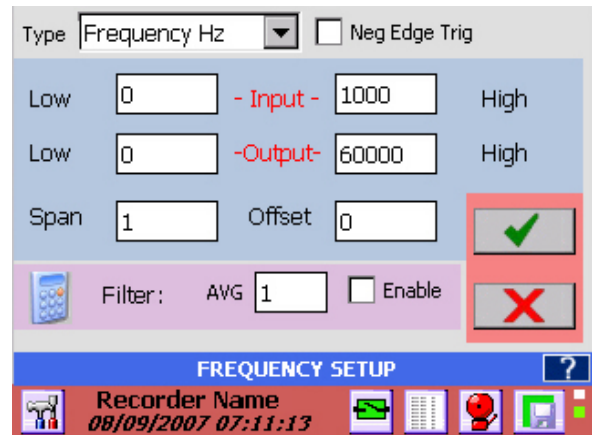 Type Frequency Hz Neg Edge Trig
Low 0 - Input - 1000 High
Low 0 -Output- 60000 High
Span 1 Offset 0
Filter: AVG 1 Enable
FREQUENCY SETUP ?
Recorder Name
08/09/2007 07:11:13